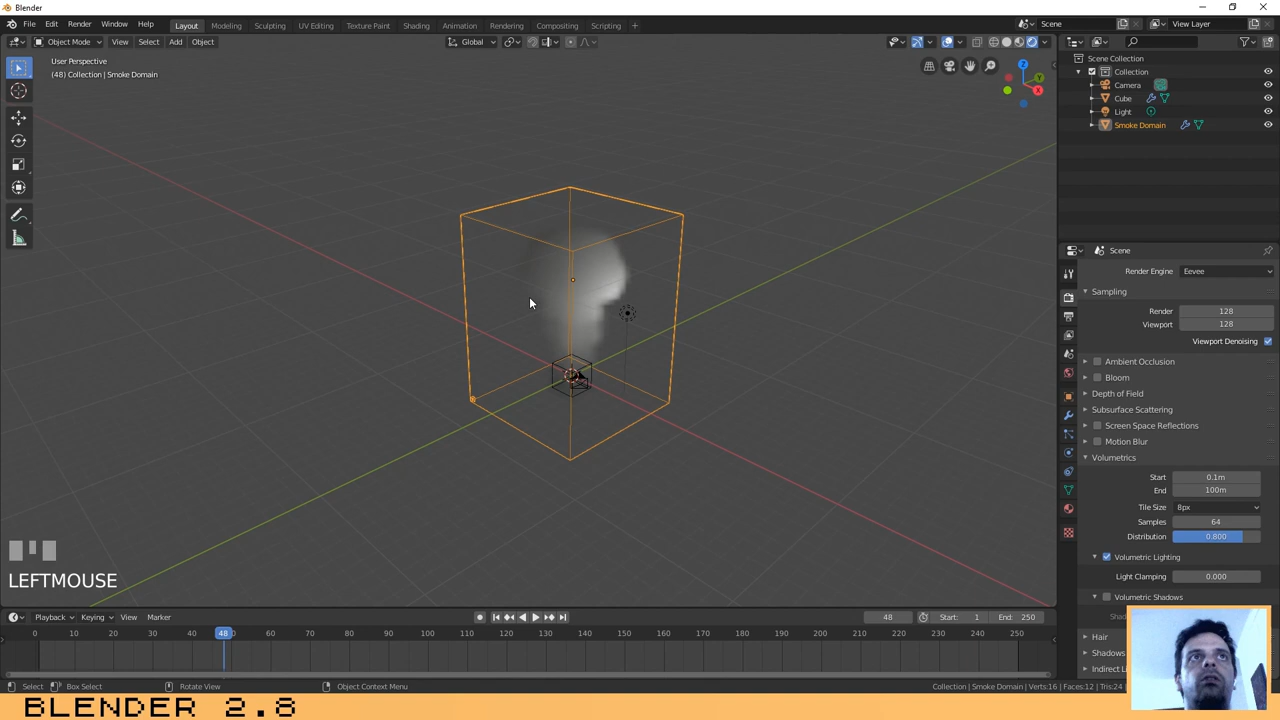 Blender
File Edit Render Window Help Layout Modeling Sculpting UV Editing Texture Paint Shading Animation Rendering Compositing Scripting + Scene View Layer
Object Mode View Select Add Object Global
User Perspective
(48) Collection | Smoke Domain
Z
Y
X
Scene Collection
Collection
Camera
Cube
Light
Smoke Domain
Scene
Render Engine Eevee
Sampling
Render 128
Viewport 128
Viewport Denoising
Ambient Occlusion
Bloom
Depth of Field
Subsurface Scattering
Screen Space Reflections
Motion Blur
Volumetrics
Start 0.1m
End 100m
Tile Size 8px
Samples 64
Distribution 0.800
Volumetric Lighting
Light Clamping 0.000
Volumetric Shadows
Hair
Shadows
LEFTMOUSE
Playback Keying View Marker 48 Start: 1 End: 250
0 10 20 30 40 48 60 70 80 90 100 110 120 130 140 150 160 170 180 190 200 210 220 230 240 250
Select Box Select Rotate View Object Context Menu Collection | Smoke Domain | Verts:16 | Faces:12 | Tris:24
BLENDER 2.8